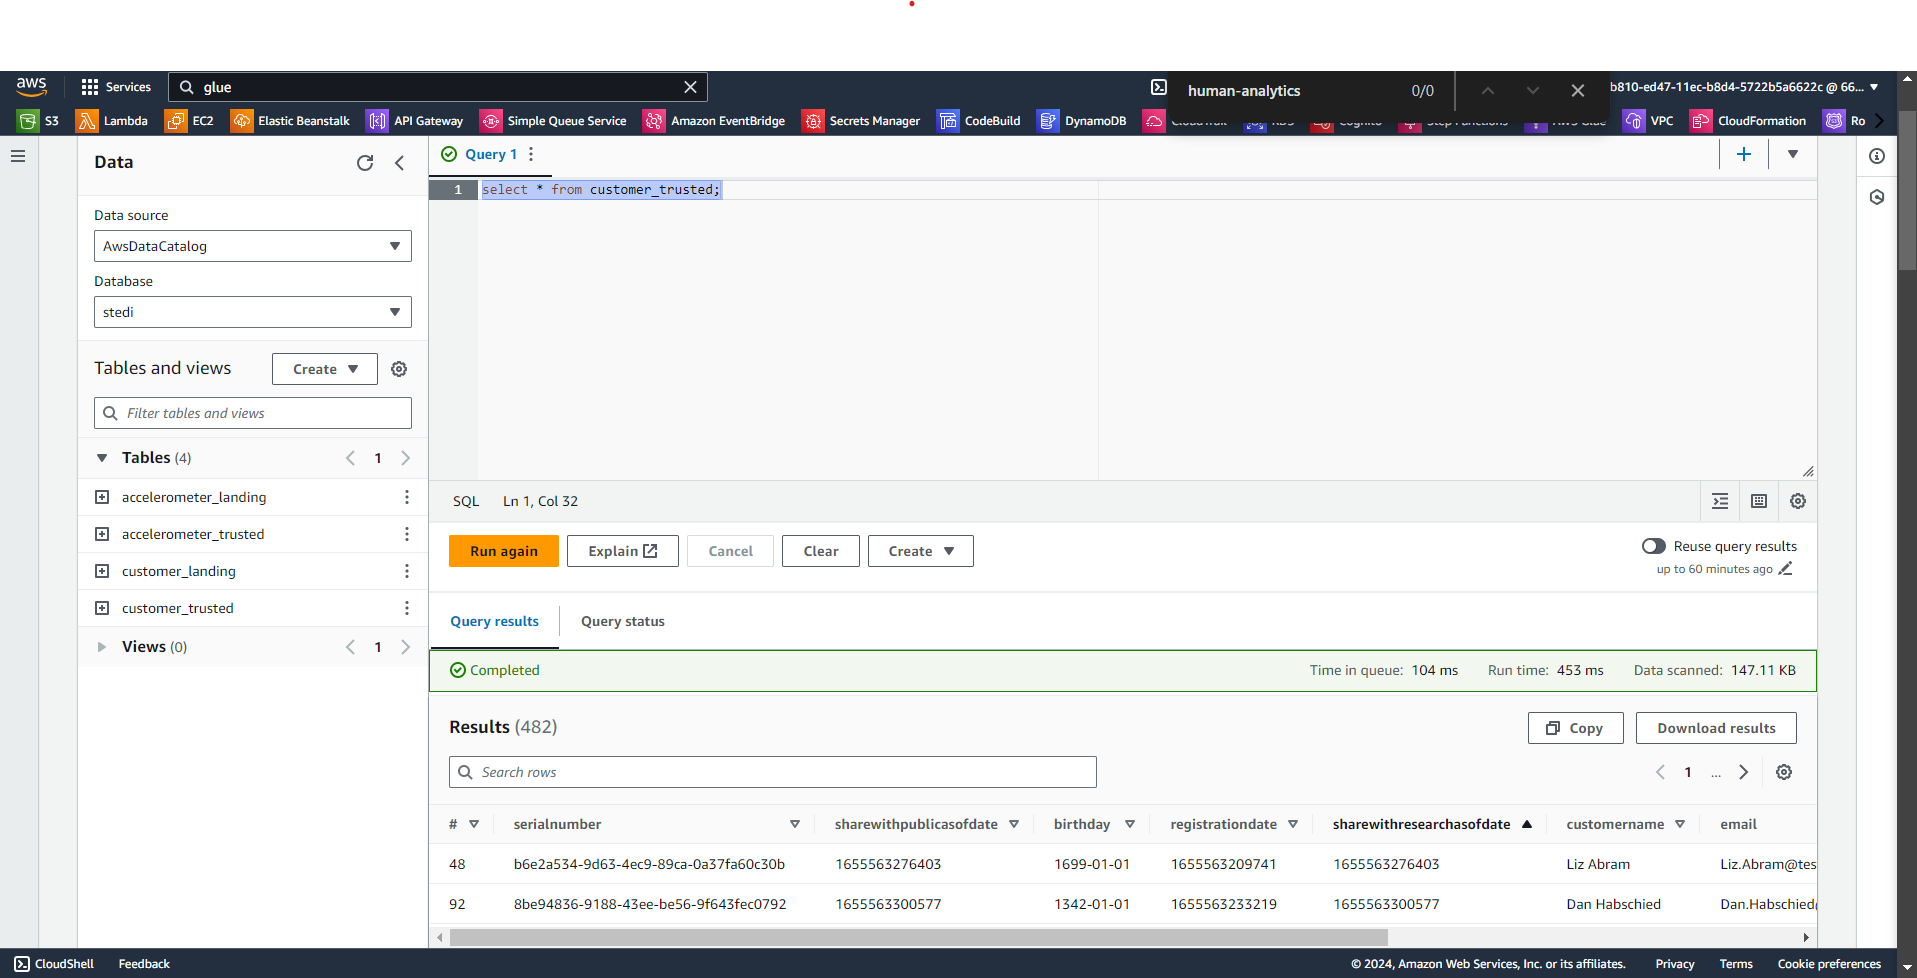 aws Services glue human-analytics 0/0 b810-ed47-11ec-b8d4-5722b5a6622c @ 66...
S3 Lambda EC2 Elastic Beanstalk API Gateway Simple Queue Service Amazon EventBridge Secrets Manager CodeBuild DynamoDB CloudTrail RDS Cognito Step Functions AWS Glue VPC CloudFormation Ro
Data
Data source
AwsDataCatalog
Database
stedi
Tables and views Create
Filter tables and views
Tables (4) 1
accelerometer_landing
accelerometer_trusted
customer_landing
customer_trusted
Views (0) 1
Query 1
1 select * from customer_trusted;
SQL Ln 1, Col 32
Run again Explain Cancel Clear Create
Reuse query results
up to 60 minutes ago
Query results Query status
Completed Time in queue: 104 ms Run time: 453 ms Data scanned: 147.11 KB
Results (482) Copy Download results
Search rows 1 ...
# serialnumber sharewithpublicasofdate birthday registrationdate sharewithresearchasofdate customername email
48 b6e2a534-9d63-4ec9-89ca-0a37fa60c30b 1655563276403 1699-01-01 1655563209741 1655563276403 Liz Abram Liz.Abram@tes
92 8be94836-9188-43ee-be56-9f643fec0792 1655563300577 1342-01-01 1655563233219 1655563300577 Dan Habschied Dan.Habschied
CloudShell Feedback © 2024, Amazon Web Services, Inc. or its affiliates. Privacy Terms Cookie preferences